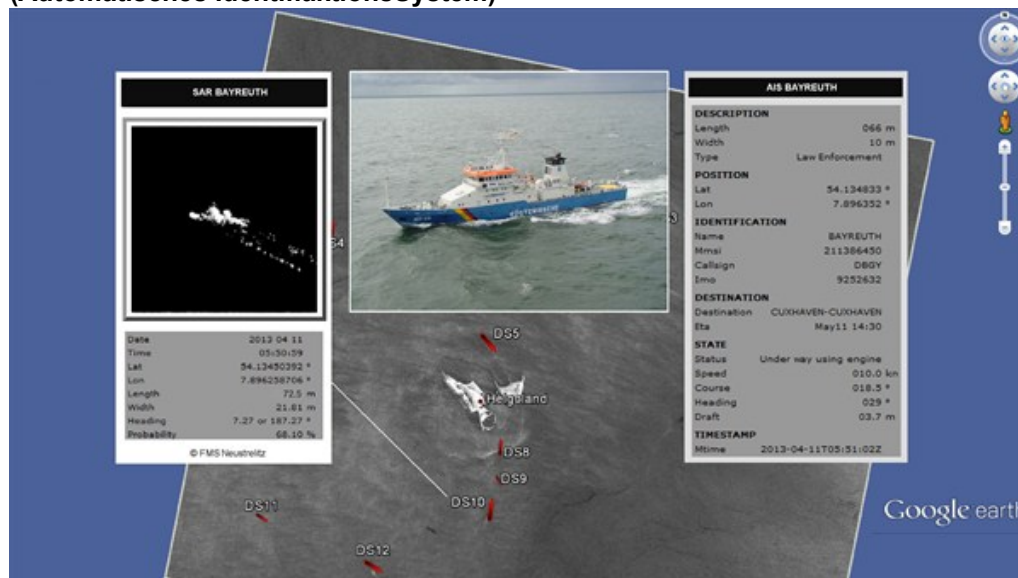 (Automatisches IdentifikationsSystem)
SAR BAYREUTH
Date 2013 04 11
Time 05:50:59
Lat 54.13450392 °
Lon 7.896258706 °
Length 72.5 m
Width 21.81 m
Heading 7.27 or 187.27 °
Probability 68.10 %
© FMS Neustrelitz
KÜSTENWACHE
AIS BAYREUTH
DESCRIPTION
Length 066 m
Width 10 m
Type Law Enforcement
POSITION
Lat 54.134833 °
Lon 7.896352 °
IDENTIFICATION
Name BAYREUTH
Mmsi 211386450
Callsign DBGY
Imo 9252632
DESTINATION
Destination CUXHAVEN-CUXHAVEN
Eta May11 14:30
STATE
Status Under way using engine
Speed 010.0 kn
Course 018.5 °
Heading 029 °
Draft 03.7 m
TIMESTAMP
Mtime 2013-04-11T05:51:02Z
S4
3
DS5
Helgoland
DS8
DS9
DS10
DS11
DS12
Google earth
N